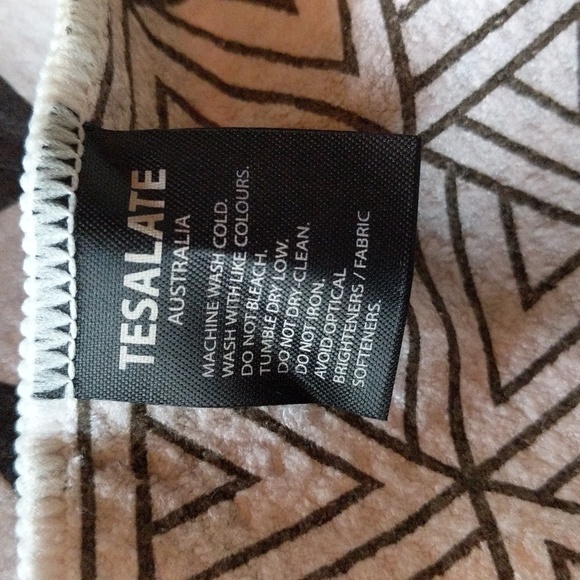 TESALATE
AUSTRALIA
MACHINE WASH COLD.
WASH WITH LIKE COLOURS.
DO NOT BLEACH.
TUMBLE DRY LOW.
DO NOT DRY-CLEAN.
DO NOT IRON.
AVOID OPTICAL
BRIGHTENERS / FABRIC
SOFTENERS.